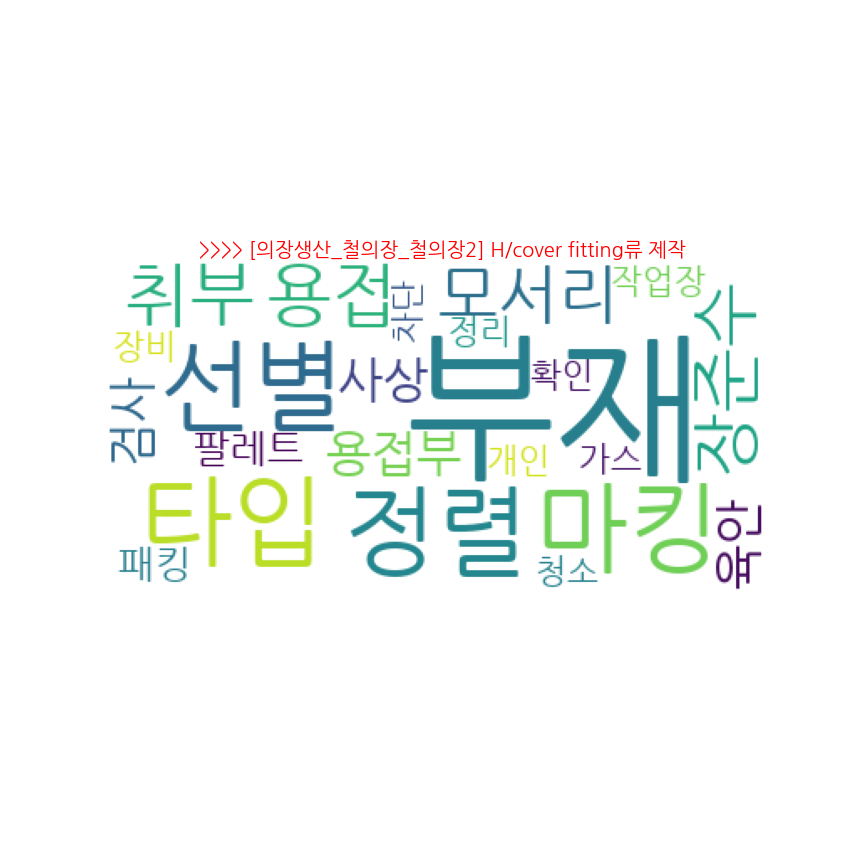 >>>> [의장생산_철의장_철의장2] H/cover fitting류 제작
취부 용접 차단 모서리 작업장
장비 정리 장준수
검사 선별 사상 부재 확인
팔레트 용접부 개인 가스
타입 정렬 마킹 육안
패킹 청소